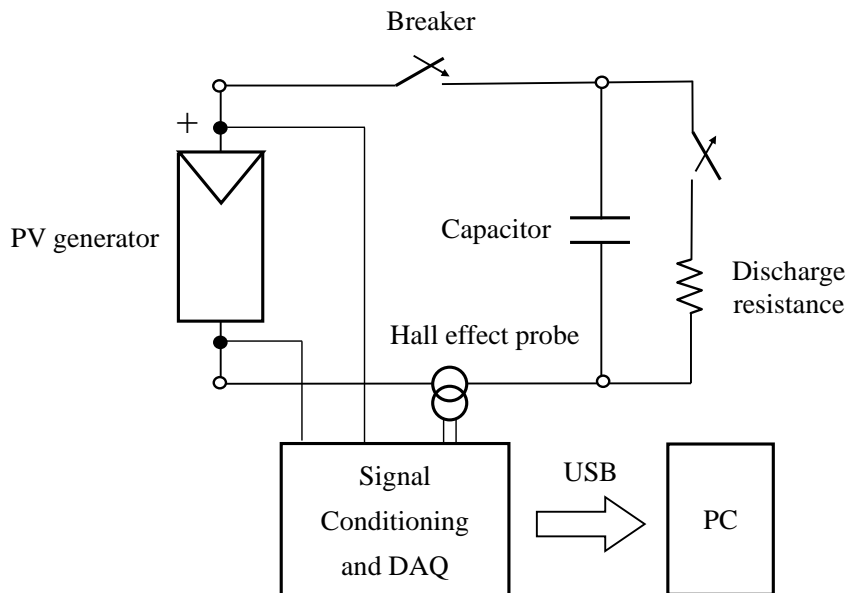 Breaker
+
PV generator
Capacitor
Discharge
resistance
Hall effect probe
Signal
Conditioning
and DAQ
USB
PC